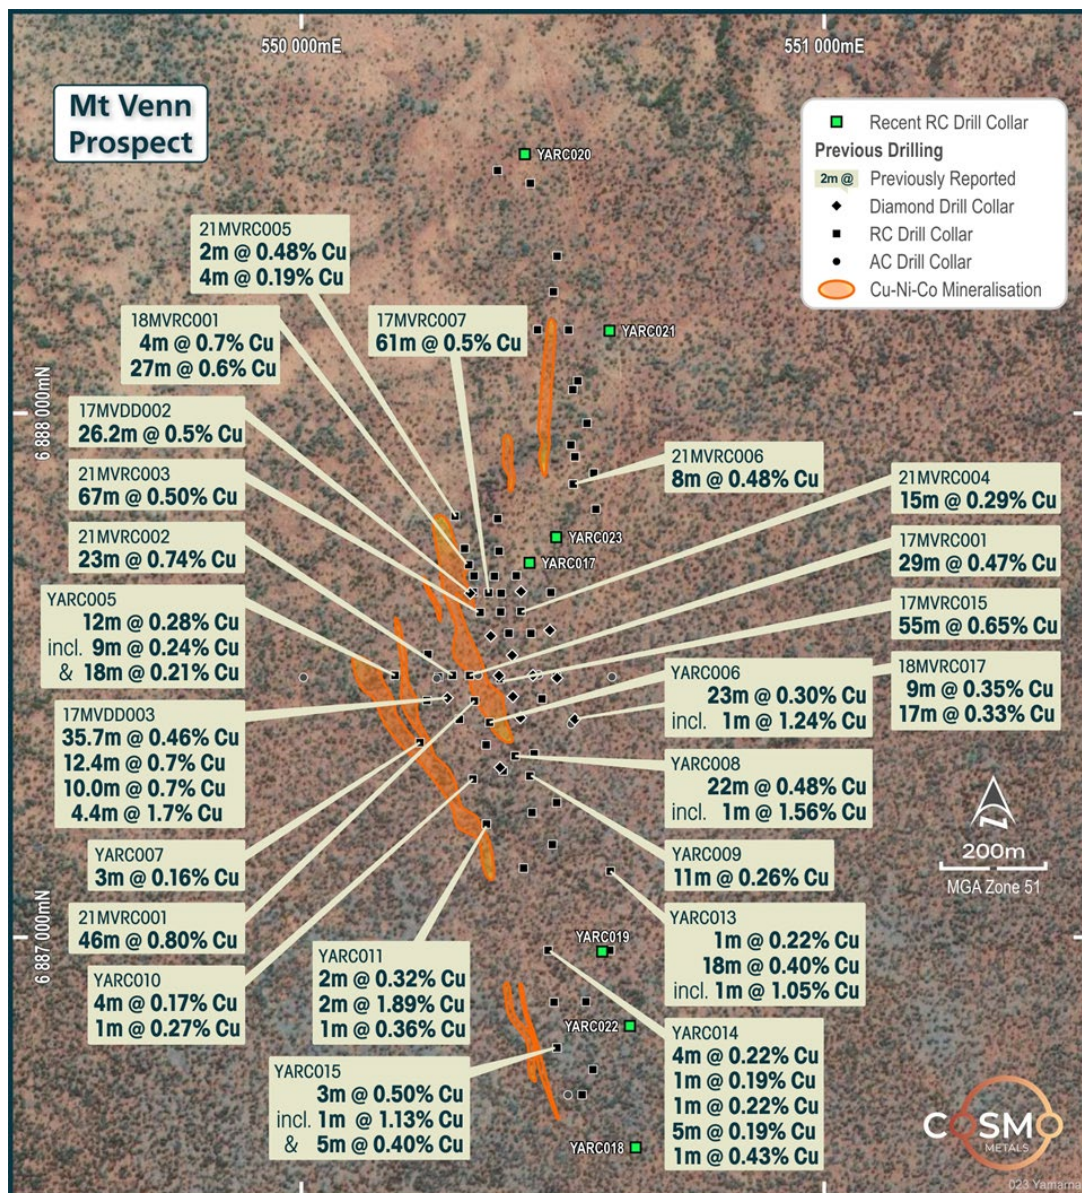 550 000mE
551 000mE
Mt Venn
Prospect
Recent RC Drill Collar
Previous Drilling
2m @ Previously Reported
Diamond Drill Collar
RC Drill Collar
AC Drill Collar
Cu-Ni-Co Mineralisation
YARC020
21MVRC005
2m @ 0.48% Cu
4m @ 0.19% Cu
18MVRC001
4m @ 0.7% Cu
27m @ 0.6% Cu
17MVRC007
61m @ 0.5% Cu
YARC021
6 888 000mN
17MVDD002
26.2m @ 0.5% Cu
21MVRC003
67m @ 0.50% Cu
21MVRC002
23m @ 0.74% Cu
21MVRC006
8m @ 0.48% Cu
21MVRC004
15m @ 0.29% Cu
YARC023
YARC017
17MVRC001
29m @ 0.47% Cu
17MVRC015
55m @ 0.65% Cu
YARC005
12m @ 0.28% Cu
incl. 9m @ 0.24% Cu
& 18m @ 0.21% Cu
YARC006
23m @ 0.30% Cu
incl. 1m @ 1.24% Cu
18MVRC017
9m @ 0.35% Cu
17m @ 0.33% Cu
17MVDD003
35.7m @ 0.46% Cu
12.4m @ 0.7% Cu
10.0m @ 0.7% Cu
4.4m @ 1.7% Cu
YARC008
22m @ 0.48% Cu
incl. 1m @ 1.56% Cu
N
200m
MGA Zone 51
YARC007
3m @ 0.16% Cu
YARC009
11m @ 0.26% Cu
21MVRC001
46m @ 0.80% Cu
6 887 000mN
YARC013
1m @ 0.22% Cu
18m @ 0.40% Cu
incl. 1m @ 1.05% Cu
YARC010
4m @ 0.17% Cu
1m @ 0.27% Cu
YARC011
2m @ 0.32% Cu
2m @ 1.89% Cu
1m @ 0.36% Cu
YARC019
YARC022
YARC014
4m @ 0.22% Cu
1m @ 0.19% Cu
1m @ 0.22% Cu
5m @ 0.19% Cu
1m @ 0.43% Cu
YARC015
3m @ 0.50% Cu
incl. 1m @ 1.13% Cu
& 5m @ 0.40% Cu
YARC018
COSMO
METALS
023 Yamarna